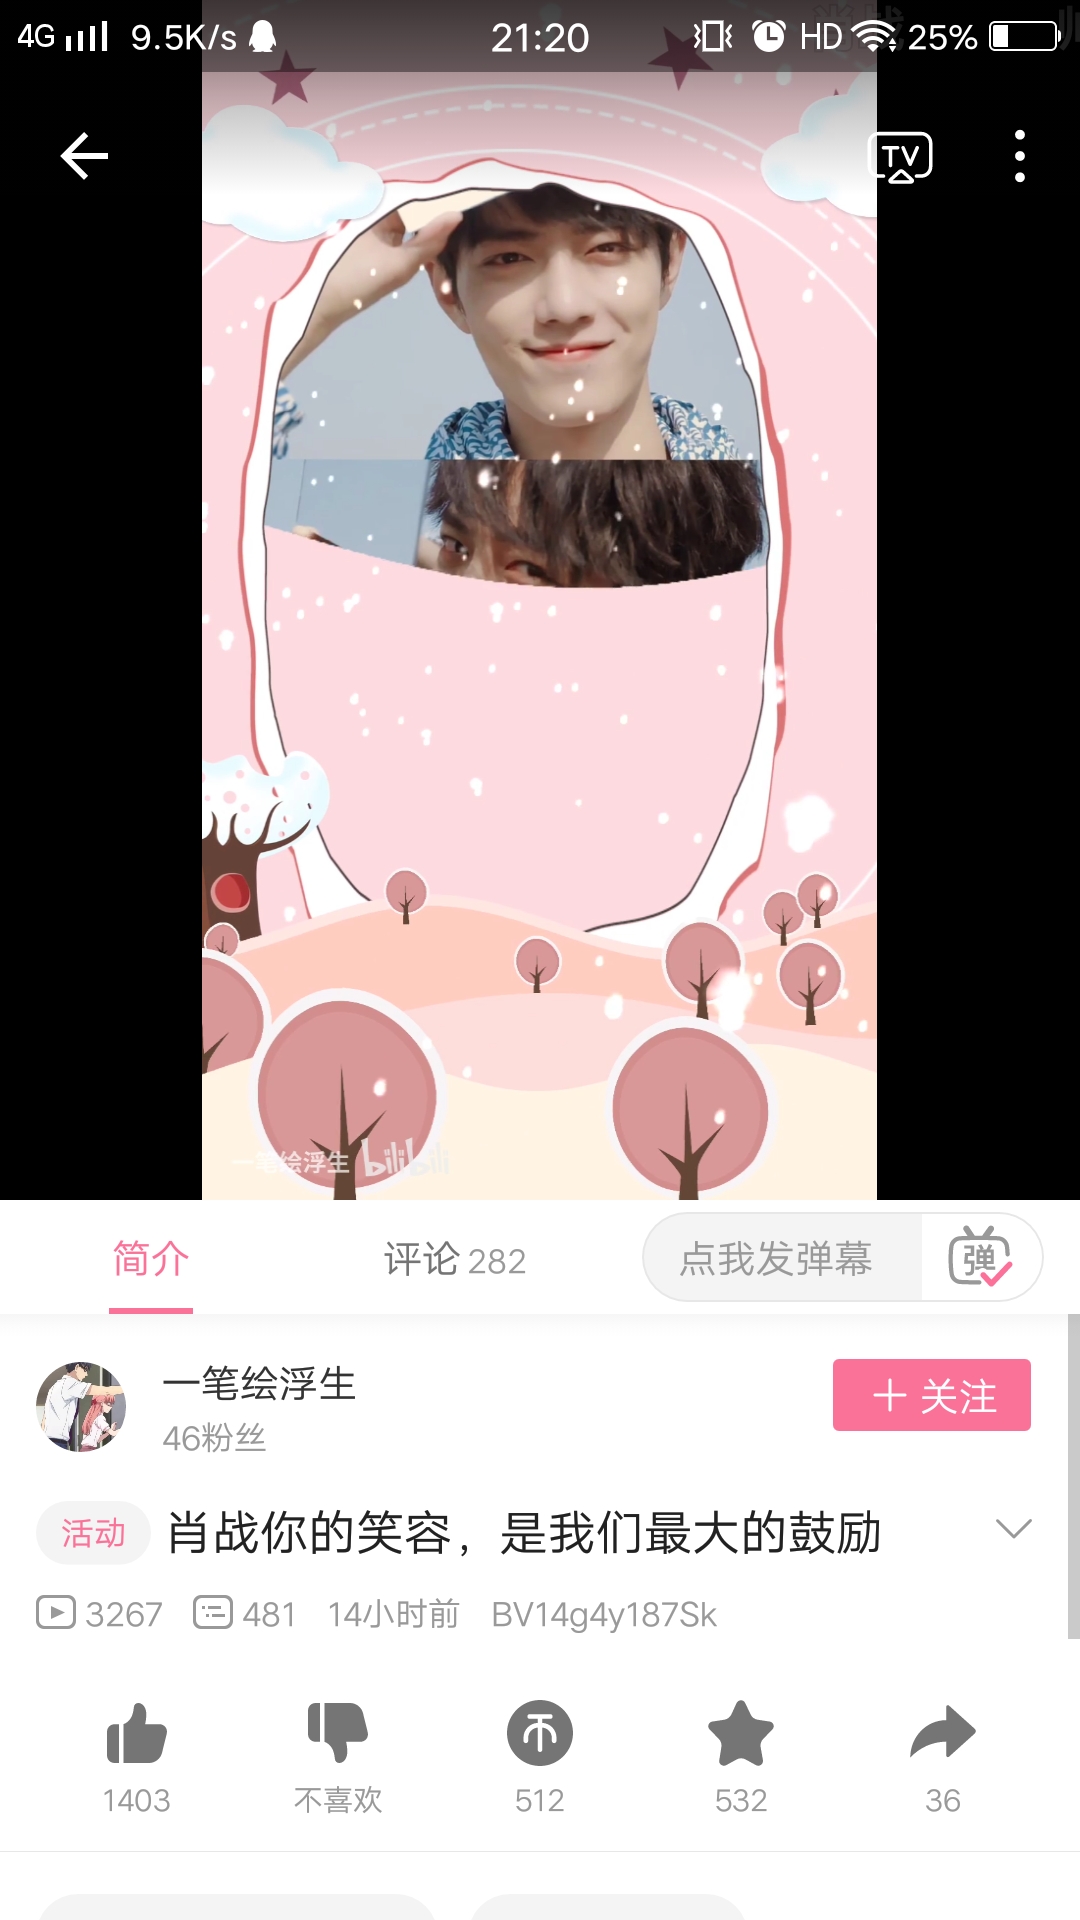 4G 9.5K/s 21:20 HD 25%
TV
一笔绘浮生 bilibili
简介 评论 282 点我发弹幕 弹
一笔绘浮生
46粉丝
+ 关注
活动 肖战你的笑容，是我们最大的鼓励
3267 481 14小时前 BV14g4y187Sk
1403 不喜欢 512 532 36